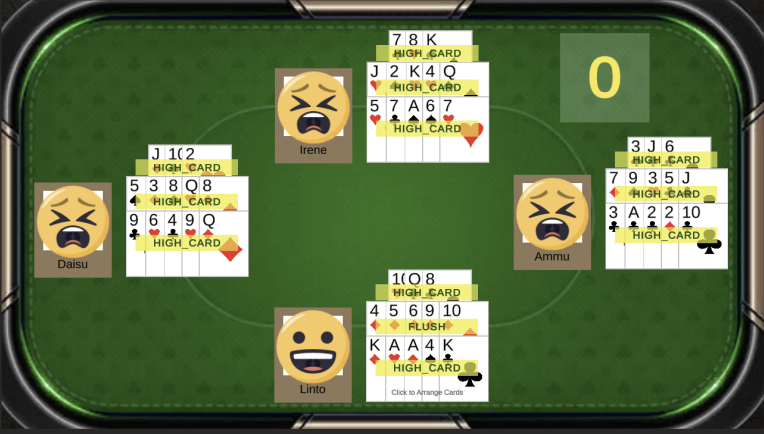 7 8 K
HIGH_CARD
J 2 K 4 Q
HIGH_CARD
5 7 A 6 7
HIGH_CARD
Irene
0
J 10 2
HIGH_CARD
5 3 8 Q 8
HIGH_CARD
9 6 4 9 Q
HIGH_CARD
Daisu
3 J 6
HIGH_CARD
7 9 3 5 J
HIGH_CARD
3 A 2 2 10
HIGH_CARD
Ammu
10 Q 8
HIGH_CARD
4 5 6 9 10
FLUSH
K A A 4 K
HIGH_CARD
Click to Arrange Cards
Linto